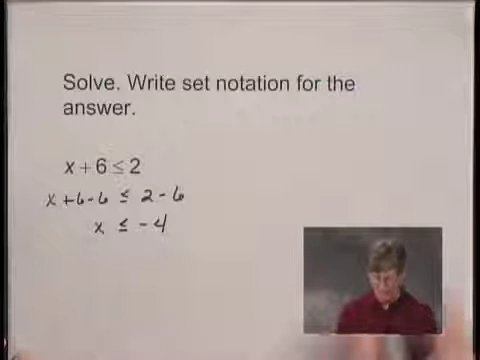 Solve. Write set notation for the
answer.
x + 6 ≤ 2
x + 6 - 6 ≤ 2 - 6
x ≤ - 4